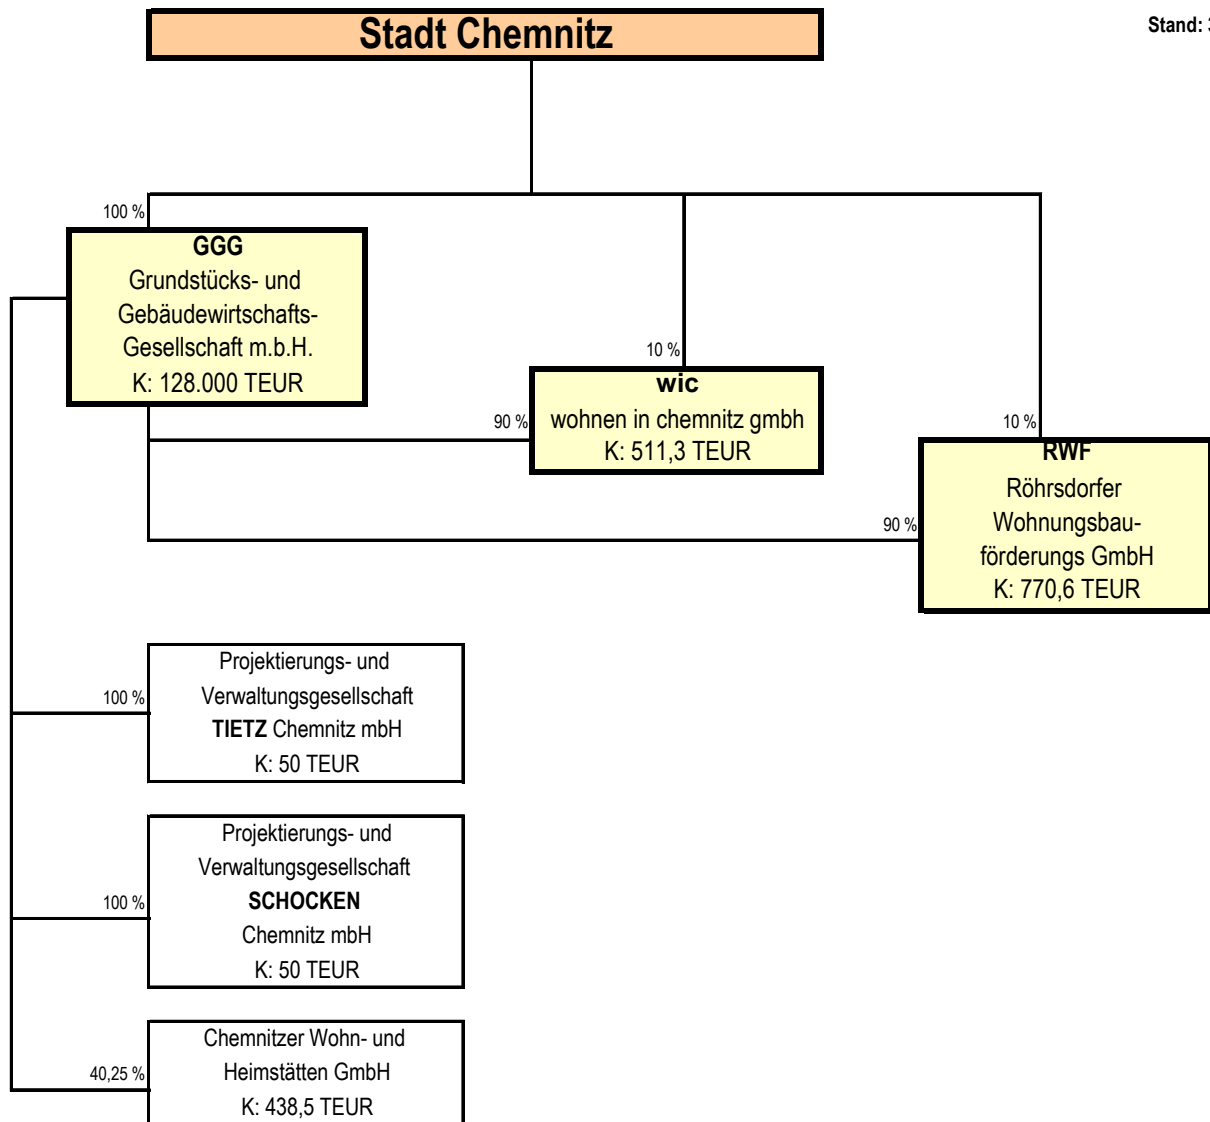 Stadt Chemnitz
Stand:
100 %
GGG
Grundstücks- und
Gebäudewirtschafts-
Gesellschaft m.b.H.
K: 128.000 TEUR
10 %
wic
wohnen in chemnitz gmbh
K: 511,3 TEUR
90 %
10 %
RWF
Röhrsdorfer
Wohnungsbau-
förderungs GmbH
K: 770,6 TEUR
90 %
Projektierungs- und
Verwaltungsgesellschaft
TIETZ Chemnitz mbH
K: 50 TEUR
100 %
Projektierungs- und
Verwaltungsgesellschaft
SCHOCKEN
Chemnitz mbH
K: 50 TEUR
100 %
Chemnitzer Wohn- und
Heimstätten GmbH
K: 438,5 TEUR
40,25 %